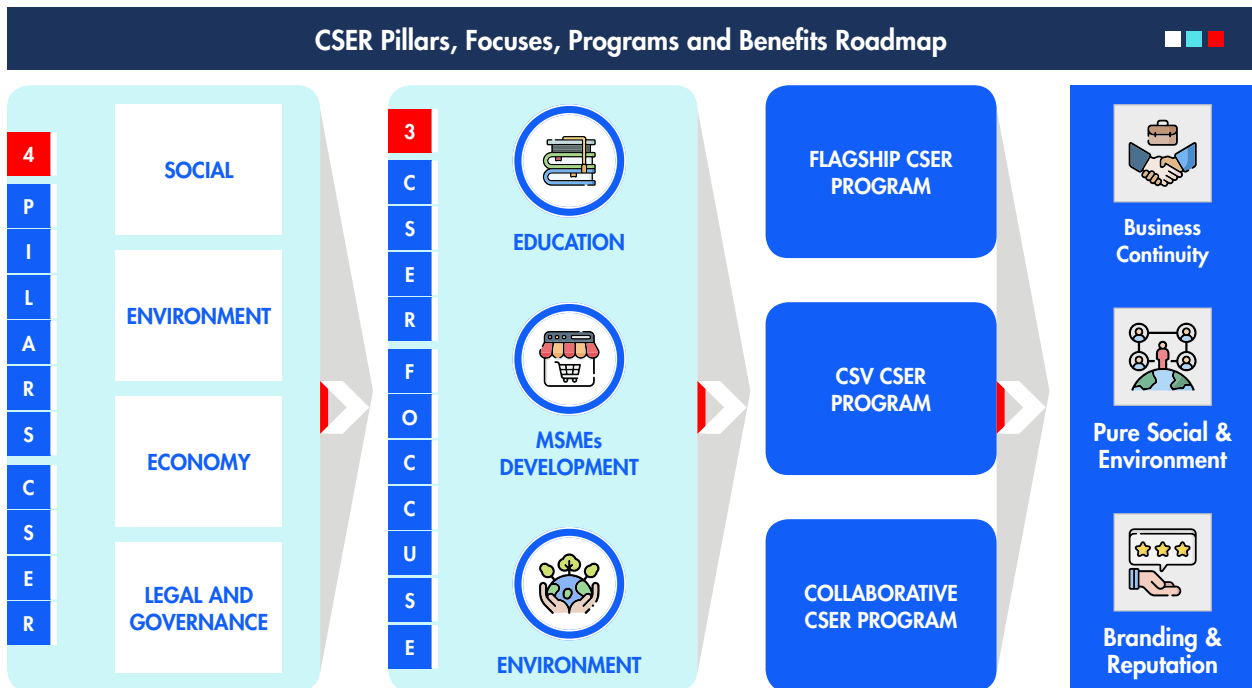 CSER Pillars, Focuses, Programs and Benefits Roadmap
4
P
I
L
A
R
S
C
S
E
R
SOCIAL
ENVIRONMENT
ECONOMY
LEGAL AND
GOVERNANCE
3
C
S
E
R
F
O
C
C
U
S
E
EDUCATION
MSMEs
DEVELOPMENT
ENVIRONMENT
FLAGSHIP CSER
PROGRAM
CSV CSER
PROGRAM
COLLABORATIVE
CSER PROGRAM
Business
Continuity
Pure Social &
Environment
Branding &
Reputation